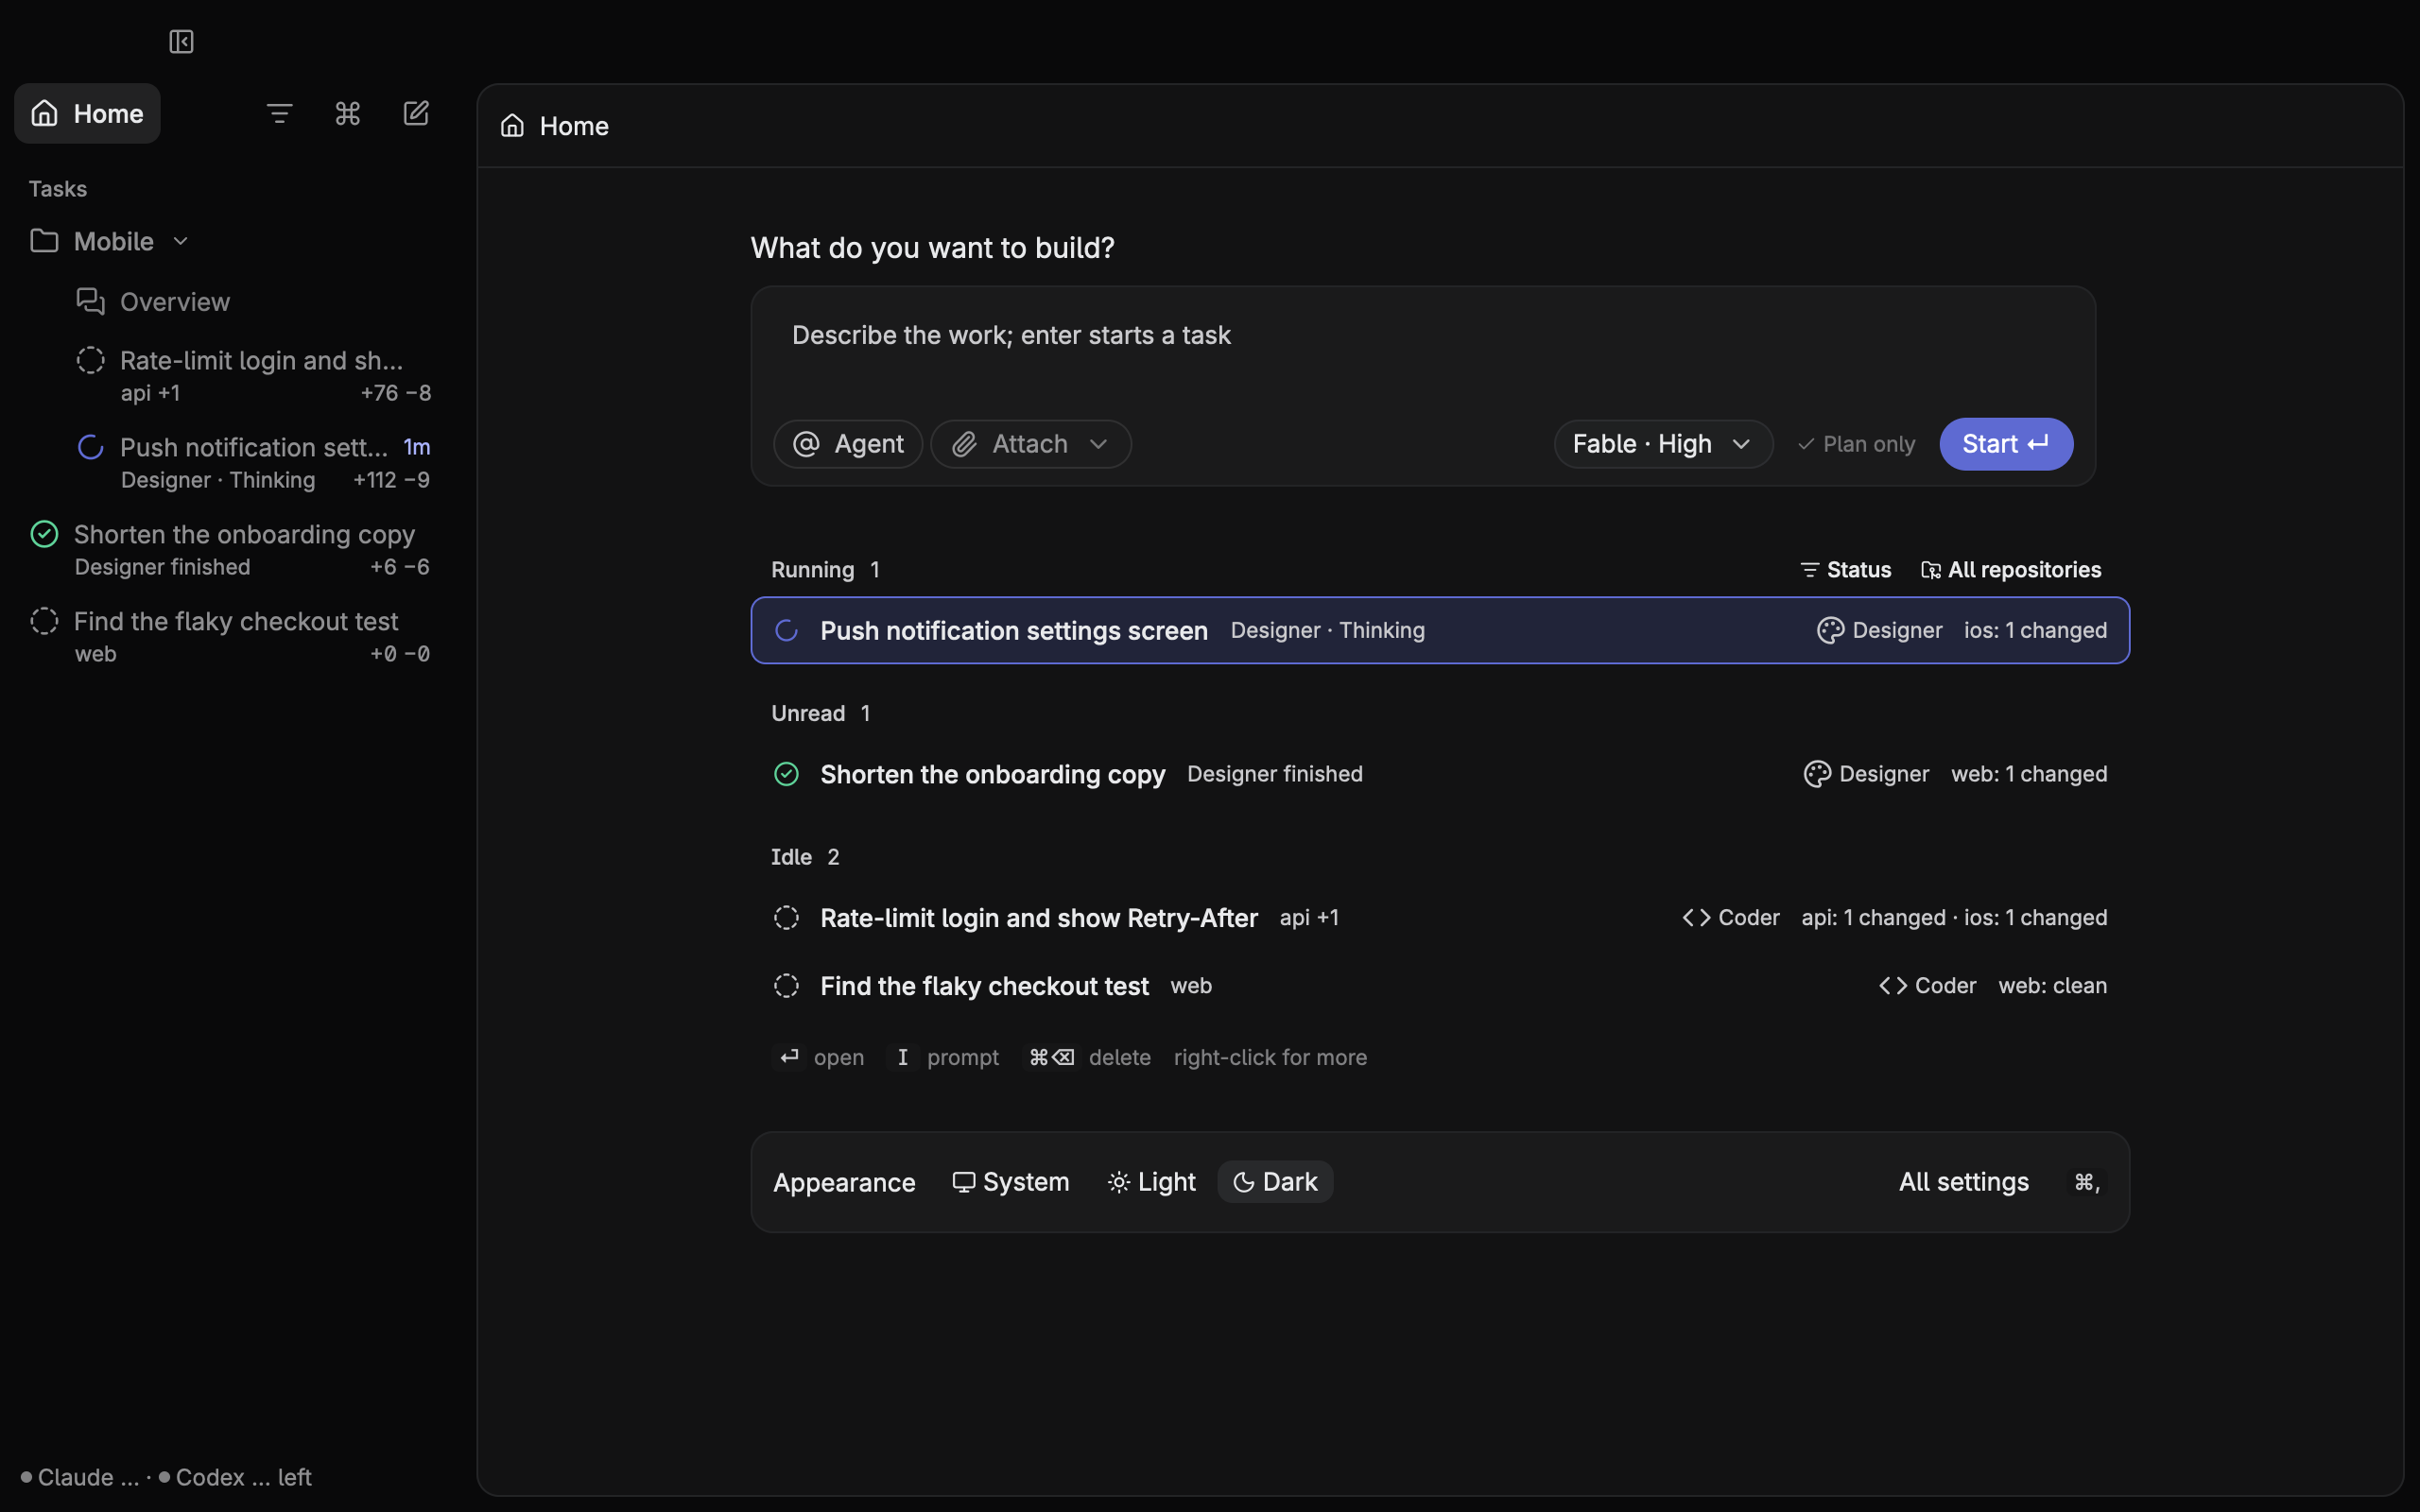 Home
Tasks
Mobile
Overview
Rate-limit login and sh...
api +1 +76 −8
Push notification sett... 1m
Designer · Thinking +112 −9
Shorten the onboarding copy
Designer finished +6 −6
Find the flaky checkout test
web +0 −0
Claude ... · Codex ... left
Home
What do you want to build?
Describe the work; enter starts a task
@ Agent Attach Fable · High Plan only Start ↵
Running 1 Status All repositories
Push notification settings screen Designer · Thinking Designer ios: 1 changed
Unread 1
Shorten the onboarding copy Designer finished Designer web: 1 changed
Idle 2
Rate-limit login and show Retry-After api +1 Coder api: 1 changed · ios: 1 changed
Find the flaky checkout test web Coder web: clean
↵ open I prompt ⌘⌫ delete right-click for more
Appearance System Light Dark All settings ⌘,